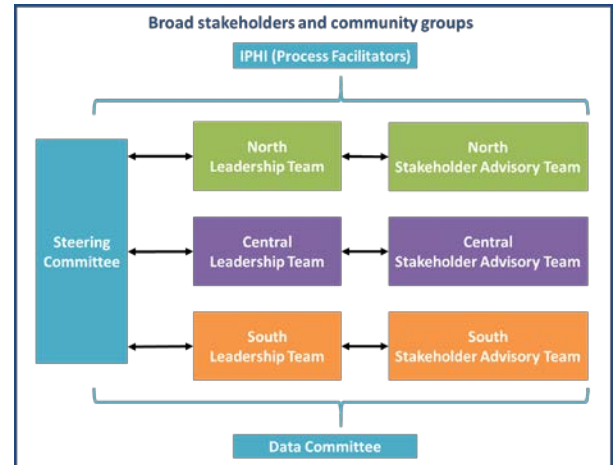 Broad stakeholders and community groups
IPHI (Process Facilitators)
North
Leadership Team
North
Stakeholder Advisory Team
Steering
Committee
Central
Leadership Team
Central
Stakeholder Advisory Team
South
Leadership Team
South
Stakeholder Advisory Team
Data Committee